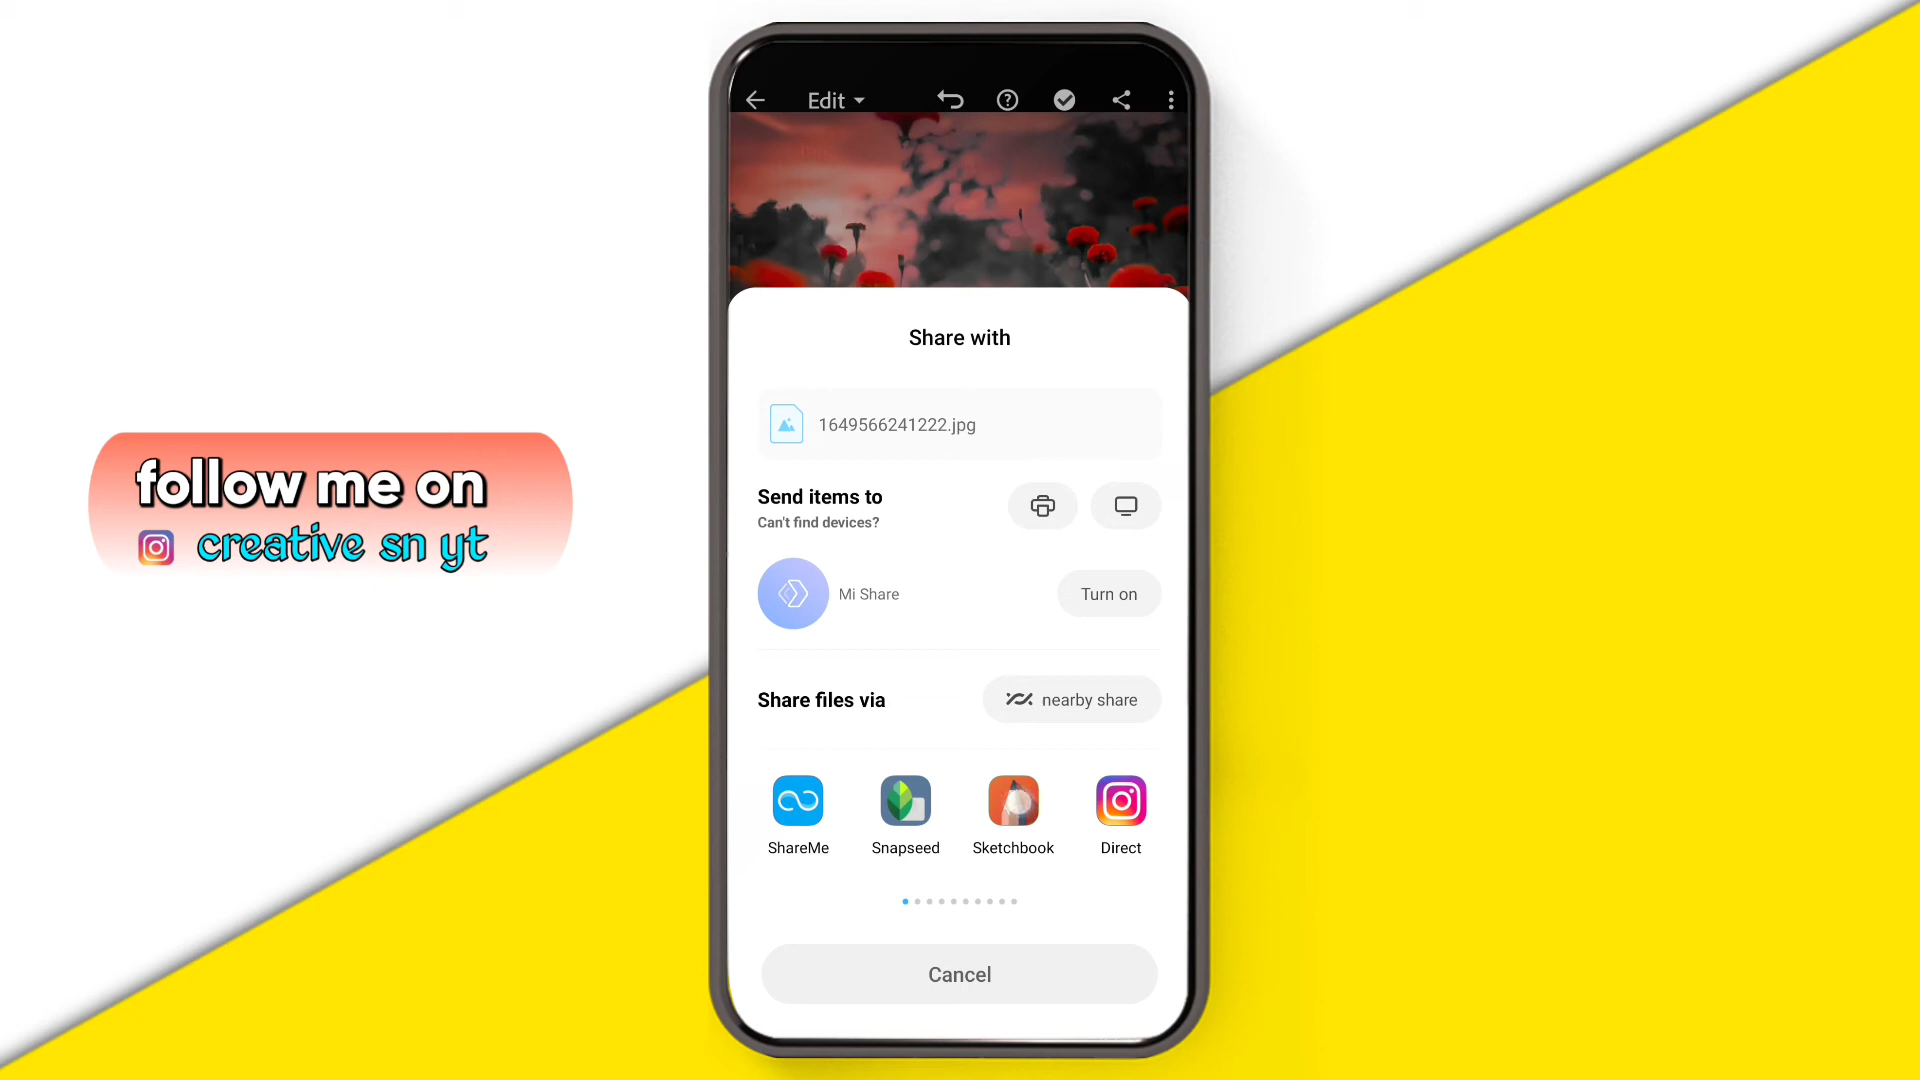 Edit
Share with
1649566241222.jpg
Send items to
Can't find devices?
Mi Share
Turn on
Share files via
nearby share
ShareMe
Snapseed
Sketchbook
Direct
Cancel
follow me on
creative sn yt